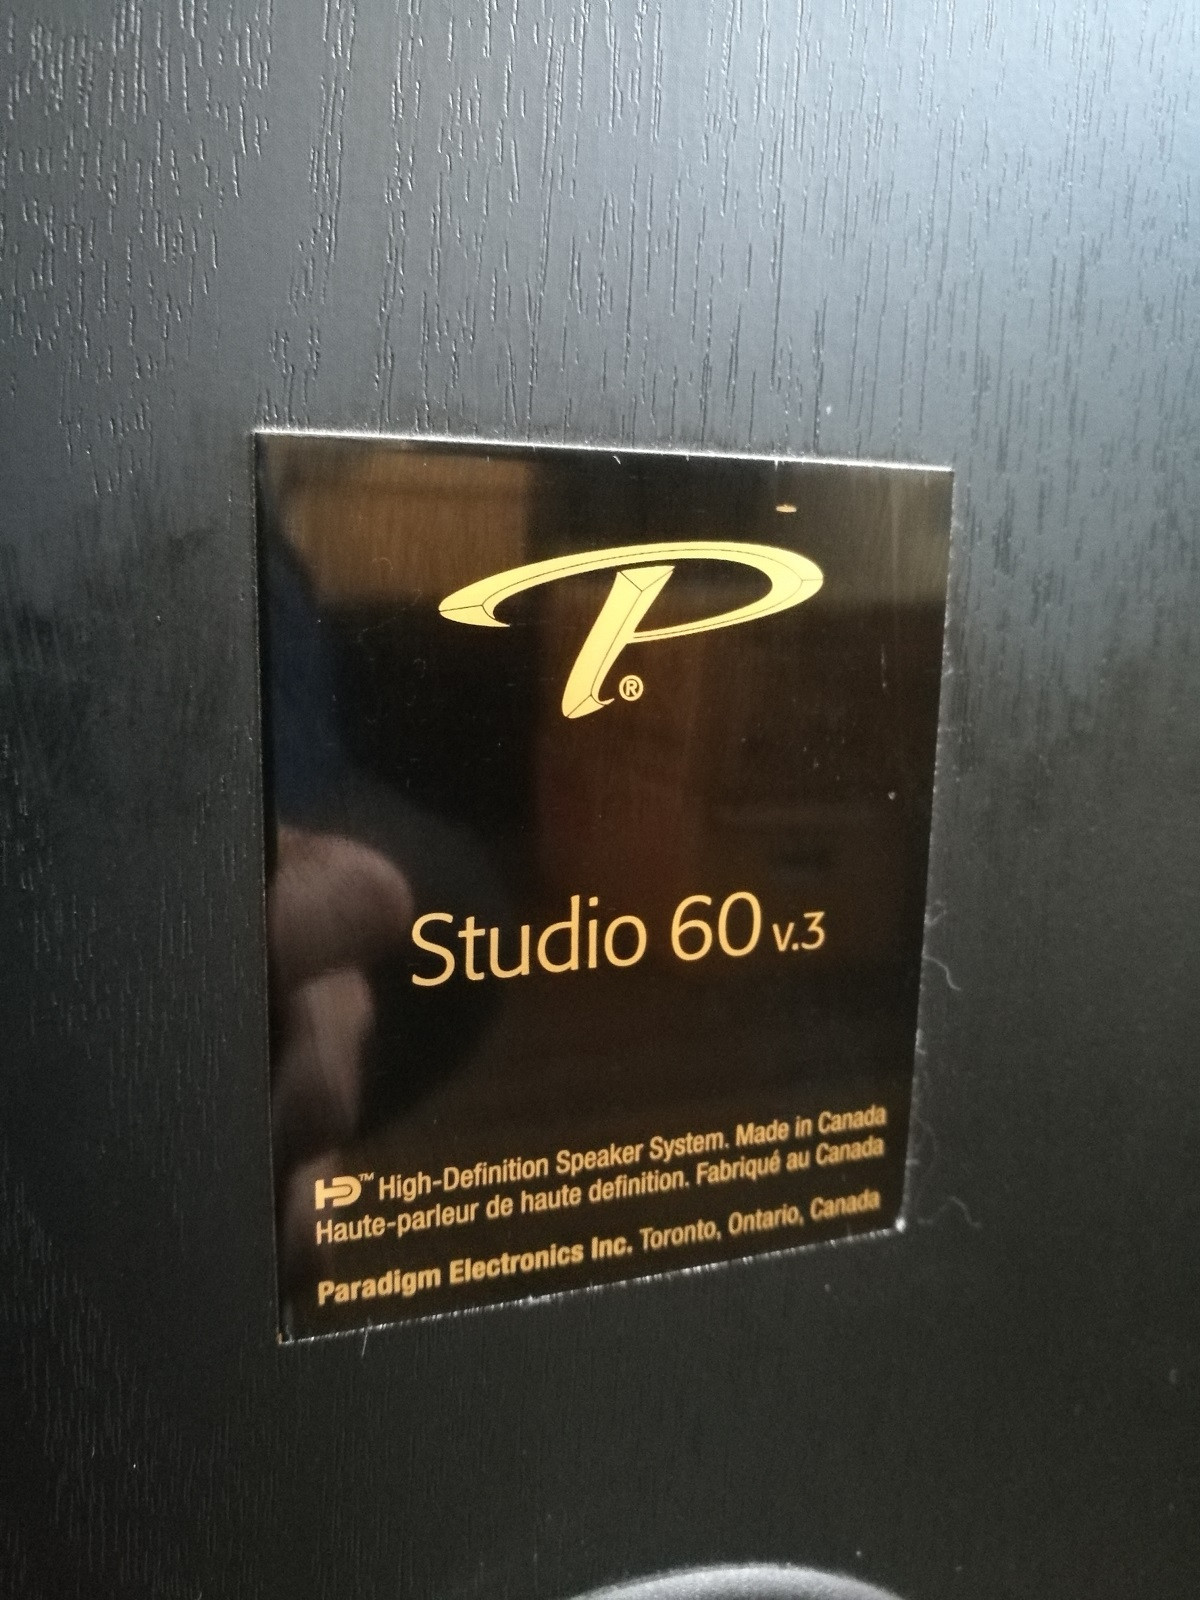 P®
Studio 60 v.3
HD™ High-Definition Speaker System. Made in Canada
Haute-parleur de haute definition. Fabriqué au Canada
Paradigm Electronics Inc. Toronto, Ontario, Canada